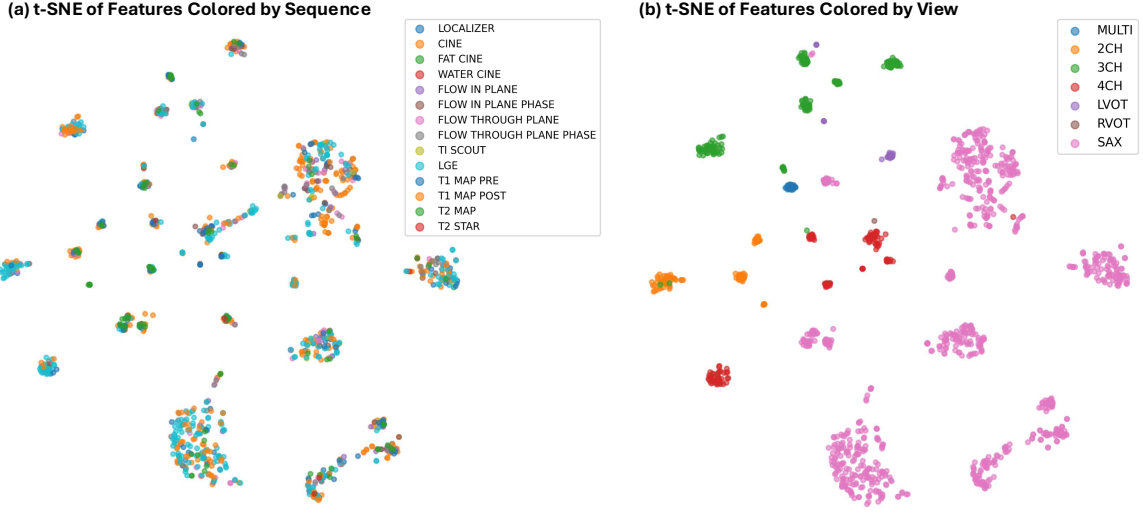 (a) t-SNE of Features Colored by Sequence
LOCALIZER
CINE
FAT CINE
WATER CINE
FLOW IN PLANE
FLOW IN PLANE PHASE
FLOW THROUGH PLANE
FLOW THROUGH PLANE PHASE
TI SCOUT
LGE
T1 MAP PRE
T1 MAP POST
T2 MAP
T2 STAR
(b) t-SNE of Features Colored by View
MULTI
2CH
3CH
4CH
LVOT
RVOT
SAX